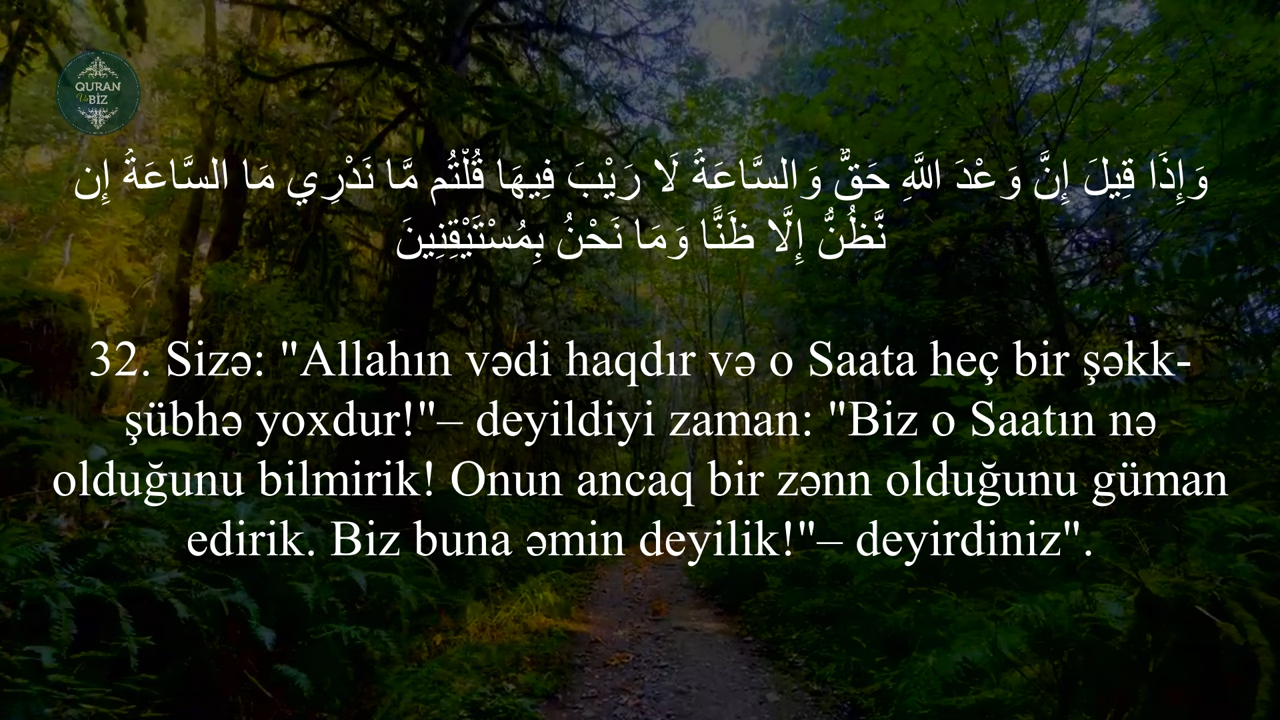 QURAN
Və BİZ
وَإِذَا قِيلَ إِنَّ وَعْدَ اللَّهِ حَقٌّ وَالسَّاعَةُ لَا رَيْبَ فِيهَا قُلْتُم مَّا نَدْرِي مَا السَّاعَةُ إِن
نَّظُنُّ إِلَّا ظَنًّا وَمَا نَحْنُ بِمُسْتَيْقِنِينَ
32. Sizə: "Allahın vədi haqdır və o Saata heç bir şəkk-
şübhə yoxdur!"– deyildiyi zaman: "Biz o Saatın nə
olduğunu bilmirik! Onun ancaq bir zənn olduğunu güman
edirik. Biz buna əmin deyilik!"– deyirdiniz".